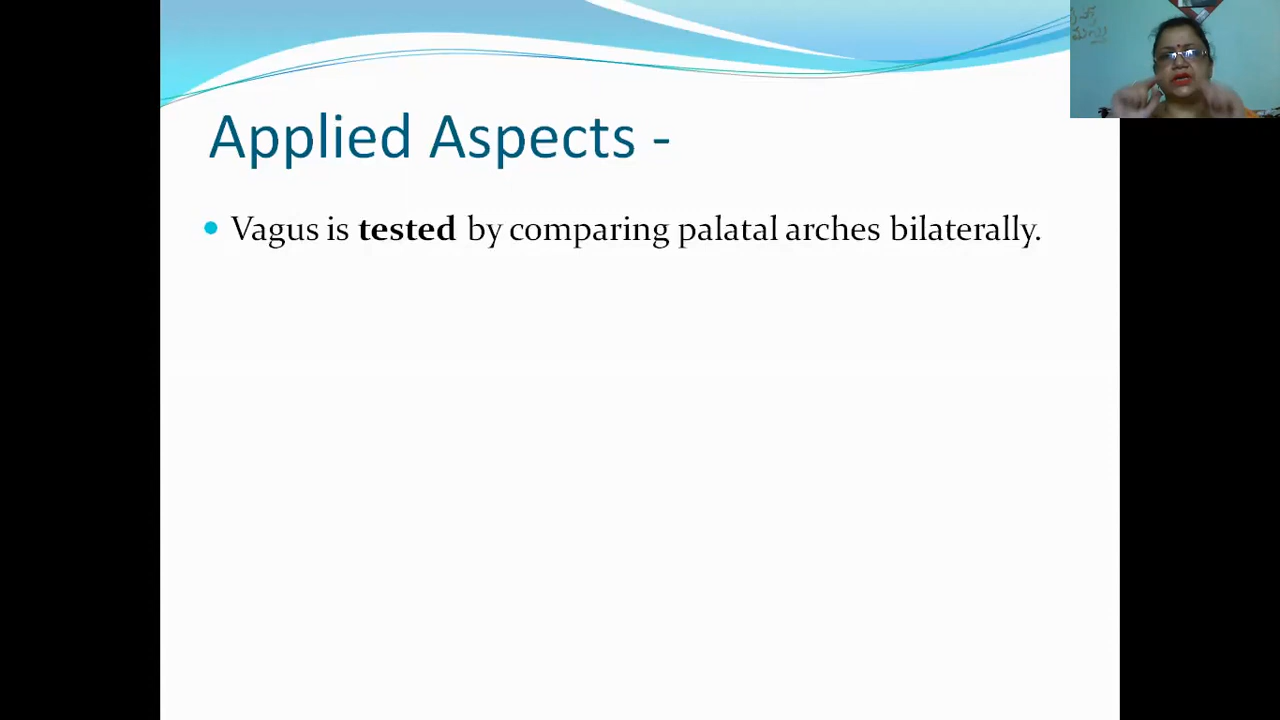 Applied Aspects -
• Vagus is tested by comparing palatal arches bilaterally.